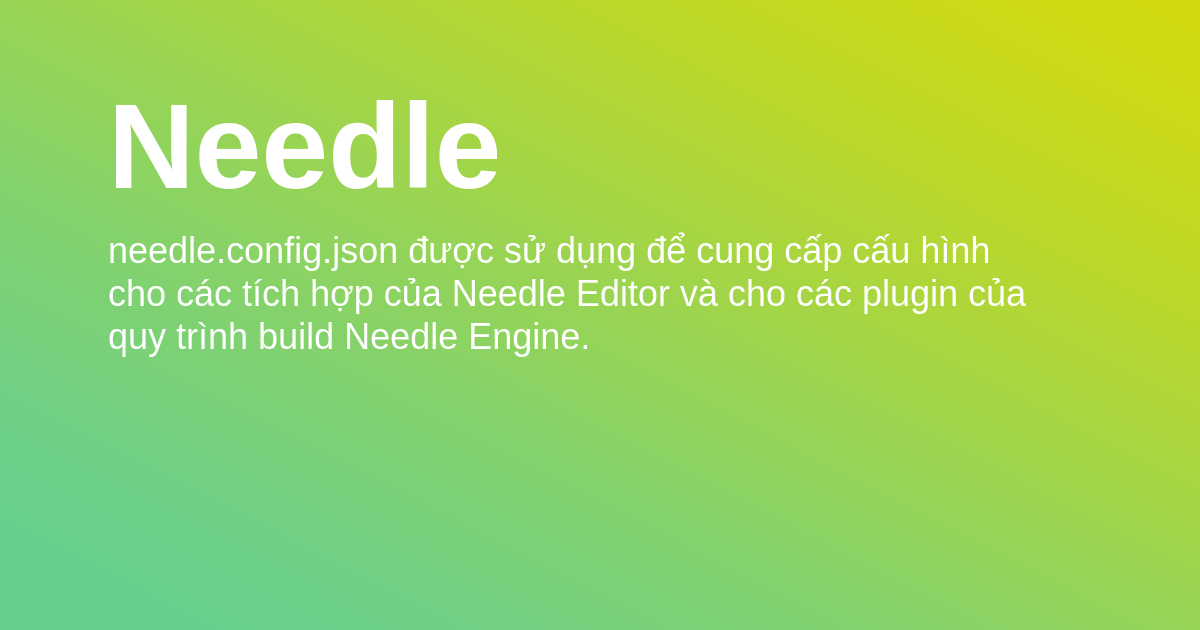 Needle
needle.config.json được sử dụng để cung cấp cấu hình
cho các tích hợp của Needle Editor và cho các plugin của
quy trình build Needle Engine.